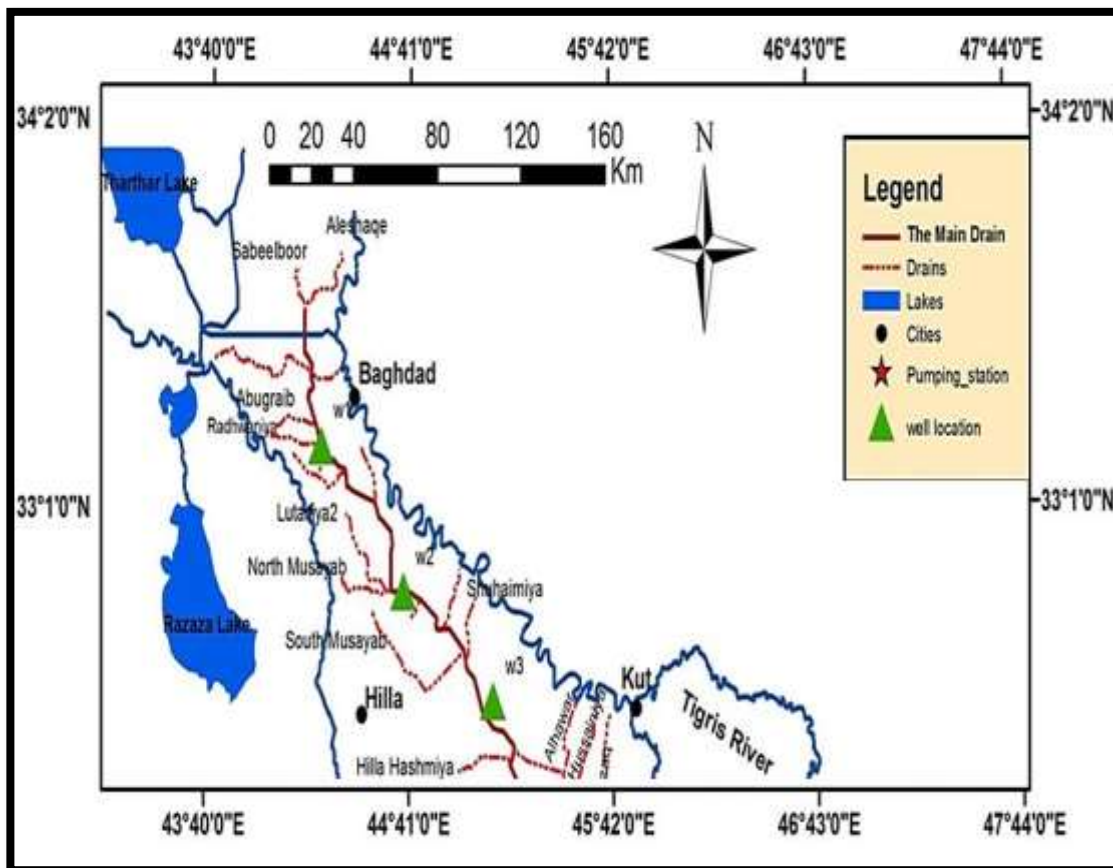 43°40'0"E 44°41'0"E 45°42'0"E 46°43'0"E 47°44'0"E
34°2'0"N
34°2'0"N
0 20 40 80 120 160
Km
N
Tharthar Lake
Aleshaqe
Sabeelboor
Legend
The Main Drain
Drains
Lakes
Cities
Pumping_station
well location
Baghdad
Abugraib
w1
Radhwaniya
33°1'0"N
33°1'0"N
Lutaifiya2
w2
North Musayab
Shuhaimiya
Razaza Lake
South Musayab
w3
Hilla
Kut
Tigris River
Alhawar
Hussainiya
Hilla Hashmiya
43°40'0"E 44°41'0"E 45°42'0"E 46°43'0"E 47°44'0"E